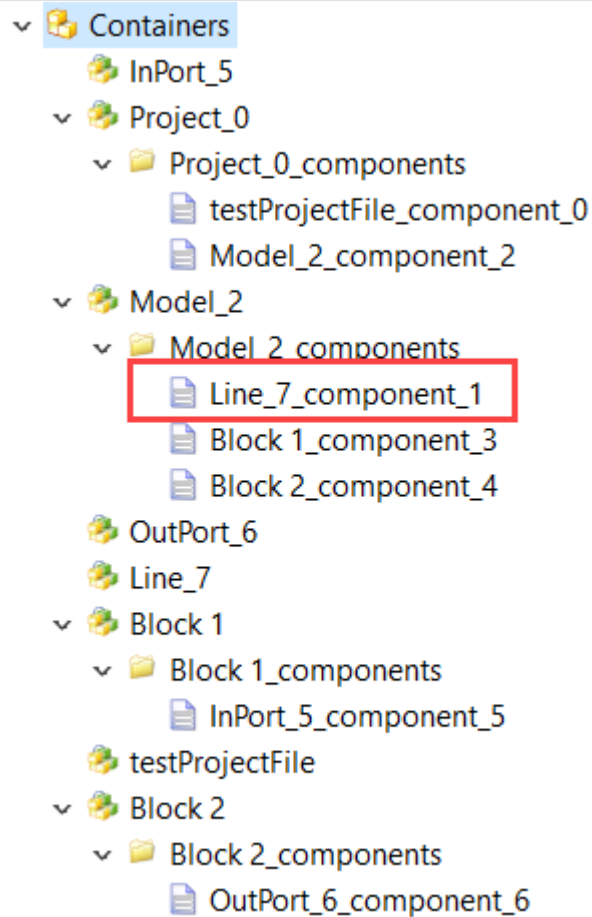 Containers
InPort_5
Project_0
Project_0_components
testProjectFile_component_0
Model_2_component_2
Model_2
Model_2_components
Line_7_component_1
Block 1_component_3
Block 2_component_4
OutPort_6
Line_7
Block 1
Block 1_components
InPort_5_component_5
testProjectFile
Block 2
Block 2_components
OutPort_6_component_6